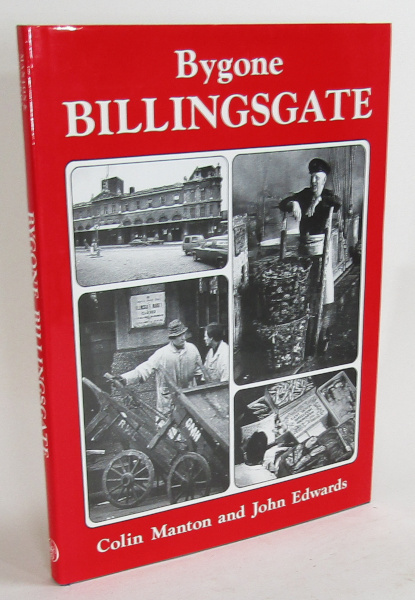 Bygone
BILLINGSGATE
Colin Manton and John Edwards
BYGONE BILLINGSGATE